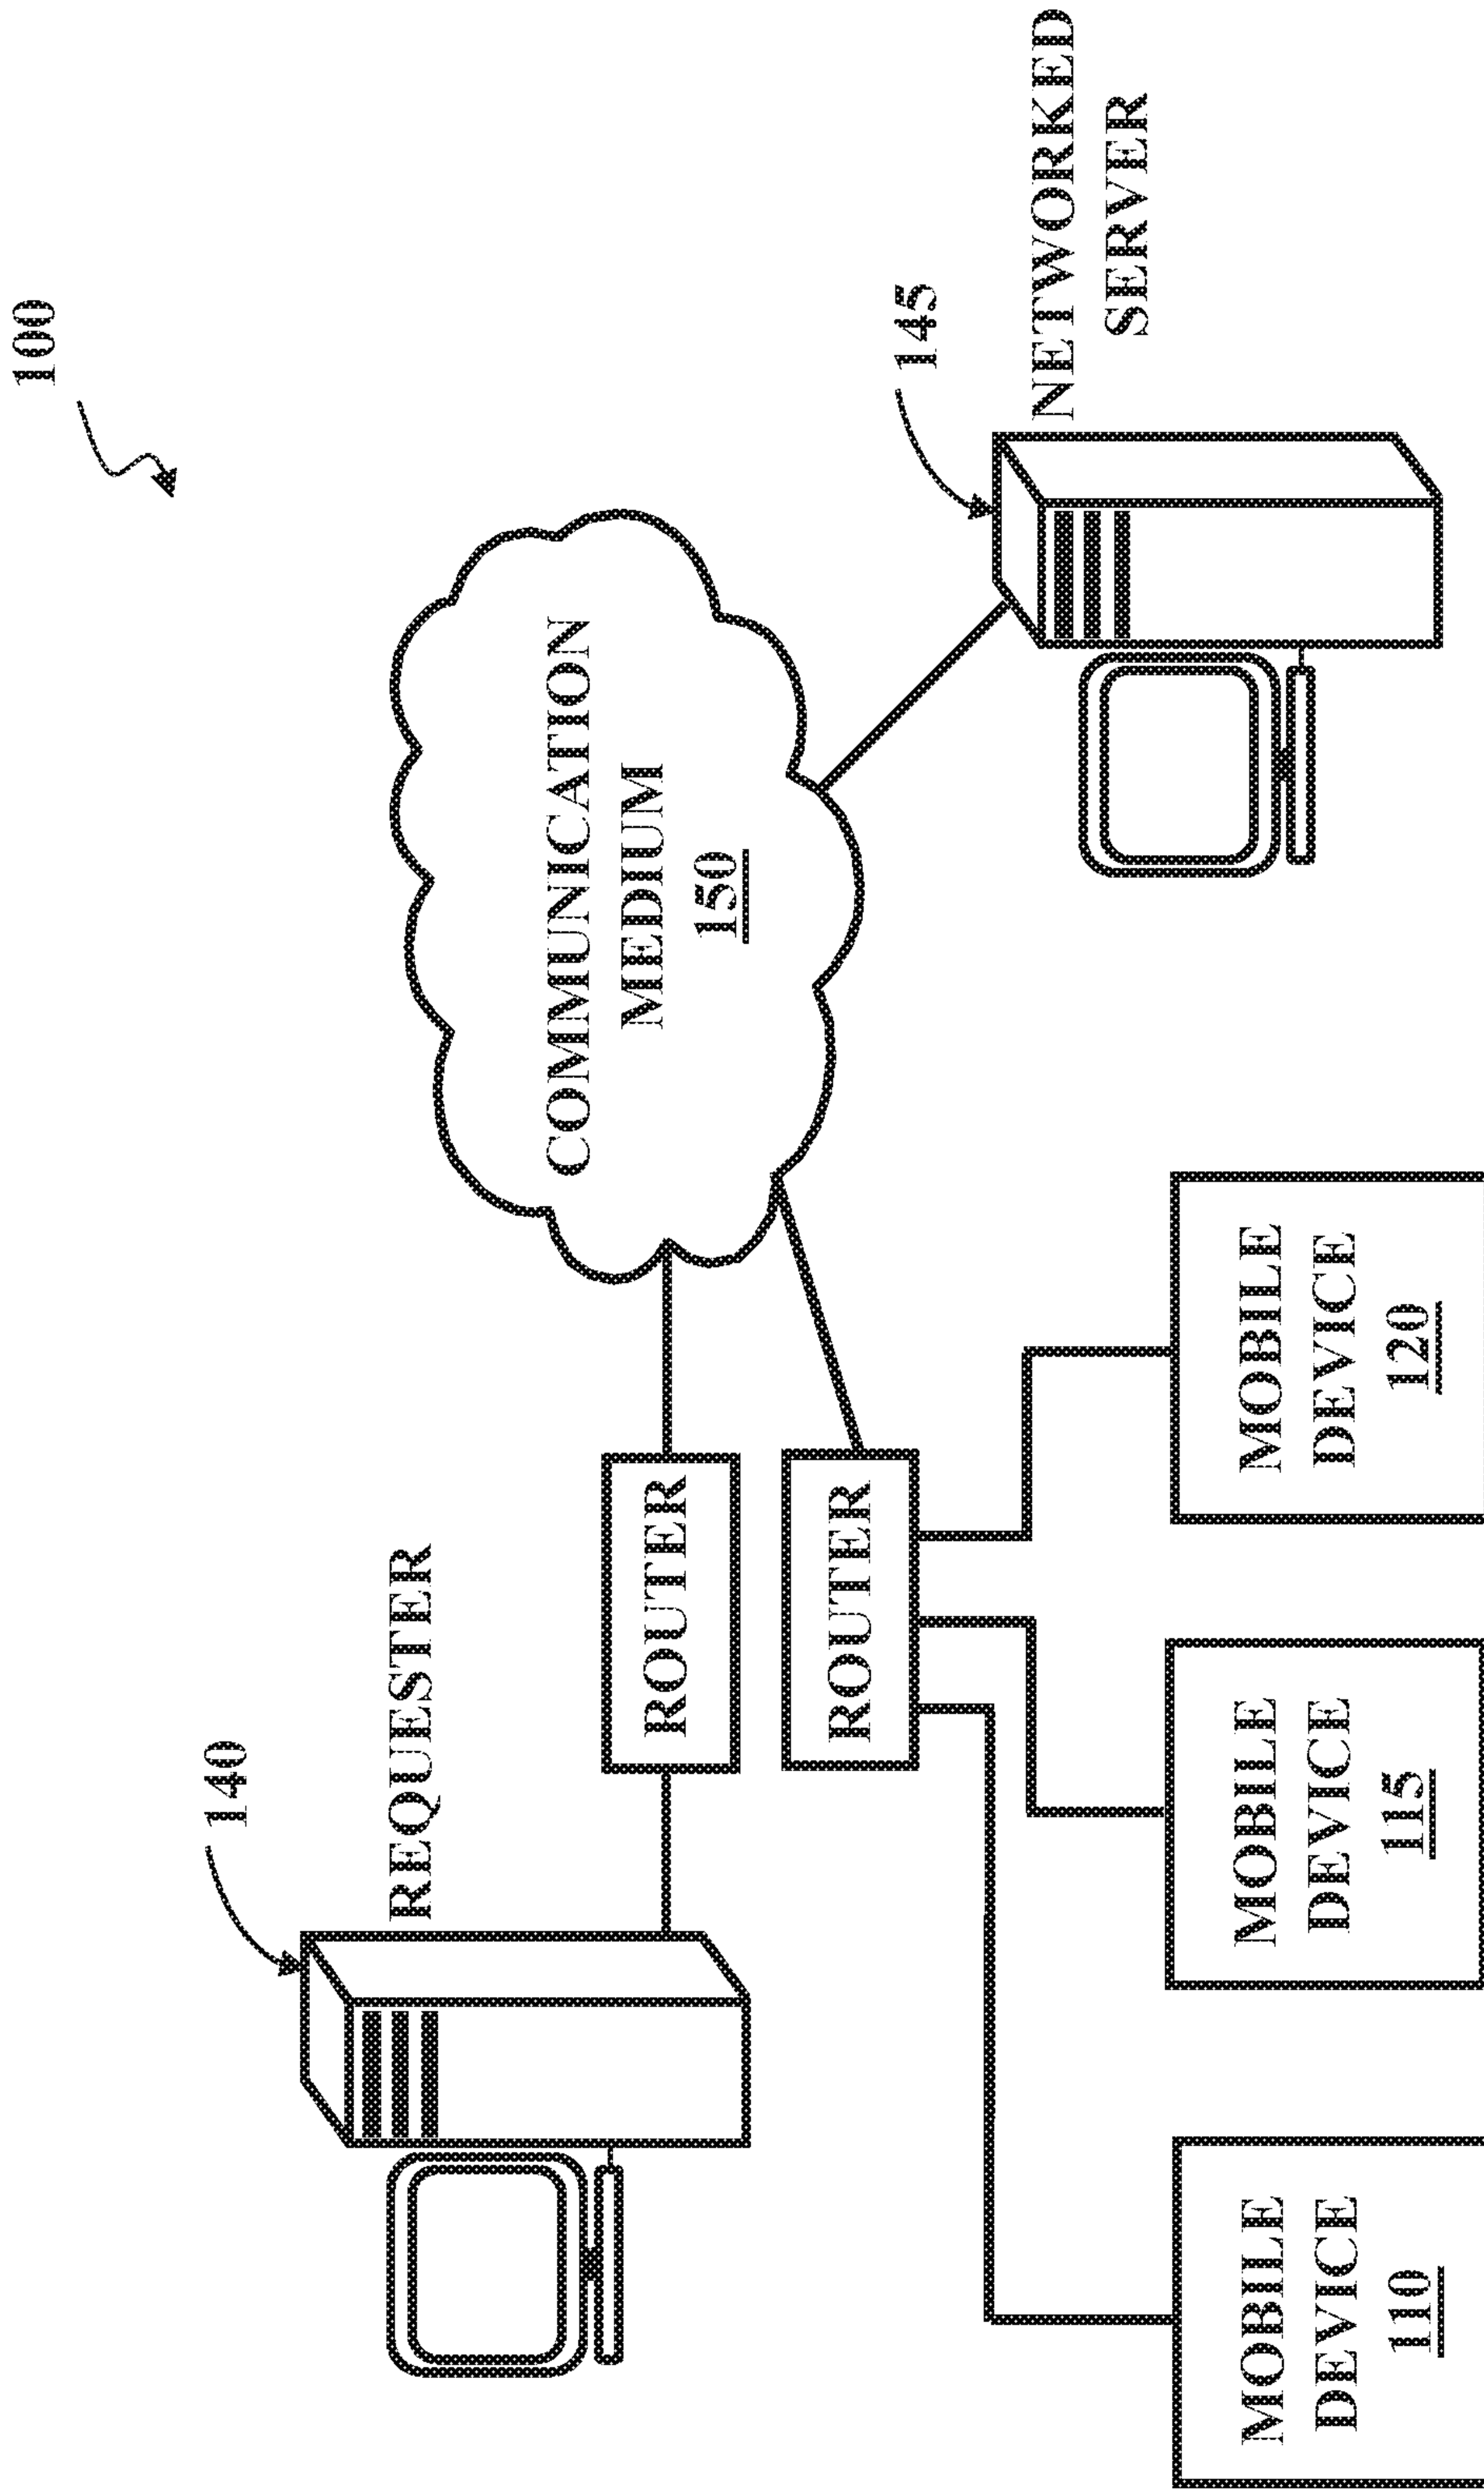 100
140
REQUESTER
COMMUNICATION
MEDIUM
150
ROUTER
ROUTER
145
NETWORKED
SERVER
MOBILE
DEVICE
110
MOBILE
DEVICE
115
MOBILE
DEVICE
120